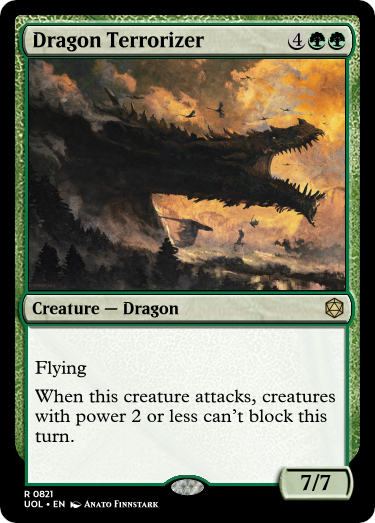 Dragon Terrorizer 4
Creature — Dragon
Flying
When this creature attacks, creatures
with power 2 or less can't block this
turn.
7/7
R 0821
UOL • EN Anato Finnstark